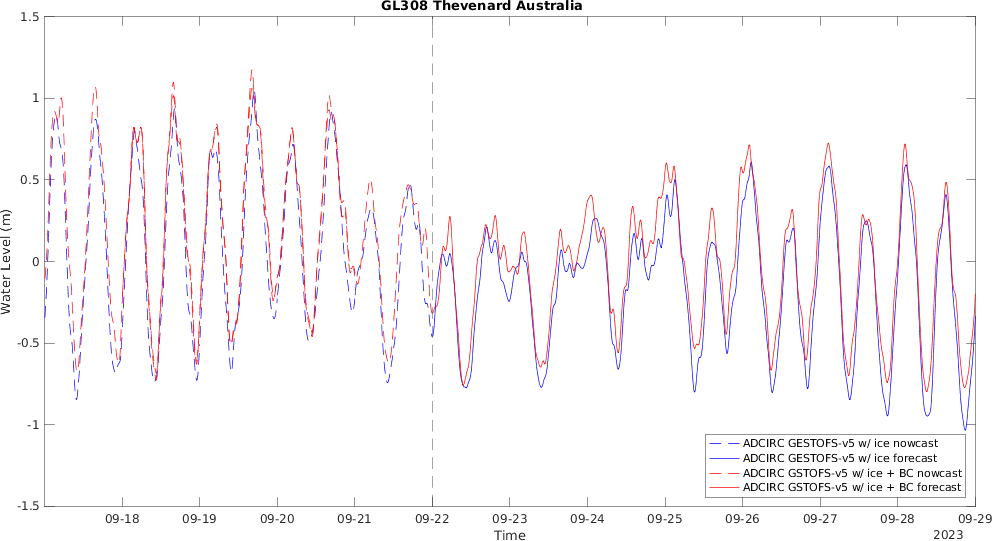 GL308 Thevenard Australia
1.5
1
0.5
0
-0.5
-1
-1.5
Water Level (m)
ADCIRC GESTOFS-v5 w/ ice nowcast
ADCIRC GESTOFS-v5 w/ ice forecast
ADCIRC GSTOFS-v5 w/ ice + BC nowcast
ADCIRC GSTOFS-v5 w/ ice + BC forecast
09-18 09-19 09-20 09-21 09-22 09-23 09-24 09-25 09-26 09-27 09-28 09-29
Time
2023